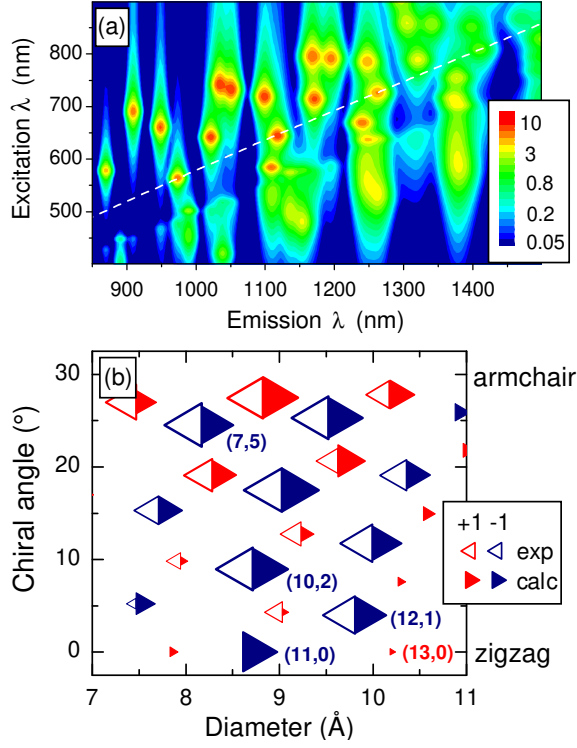 (a)
Excitation λ (nm)
800
700
600
500
10
3
0.8
0.2
0.05
900 1000 1100 1200 1300 1400
Emission λ (nm)
(b)
Chiral angle (°)
30
20
10
0
armchair
(7,5)
+1 -1
exp
calc
(10,2)
(12,1)
(11,0)
(13,0)
zigzag
7 8 9 10 11
Diameter (Å)